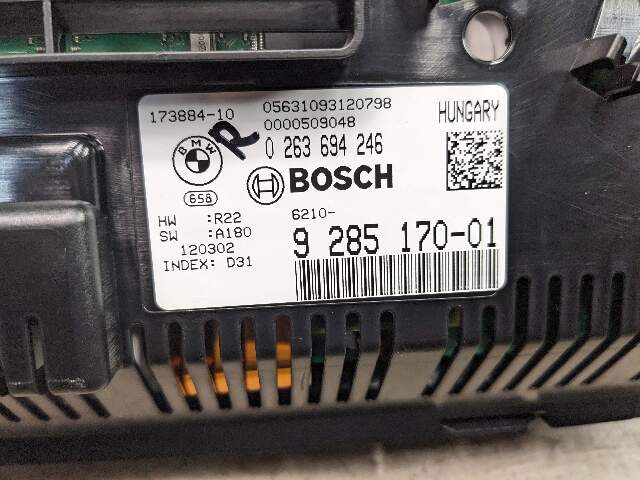 173884-10 05631093120798 HUNGARY
0000509048
R
BMW
0 263 694 246
BOSCH
658
HW :R22
SW :A180
120302
INDEX: D31
6210-
9 285 170-01